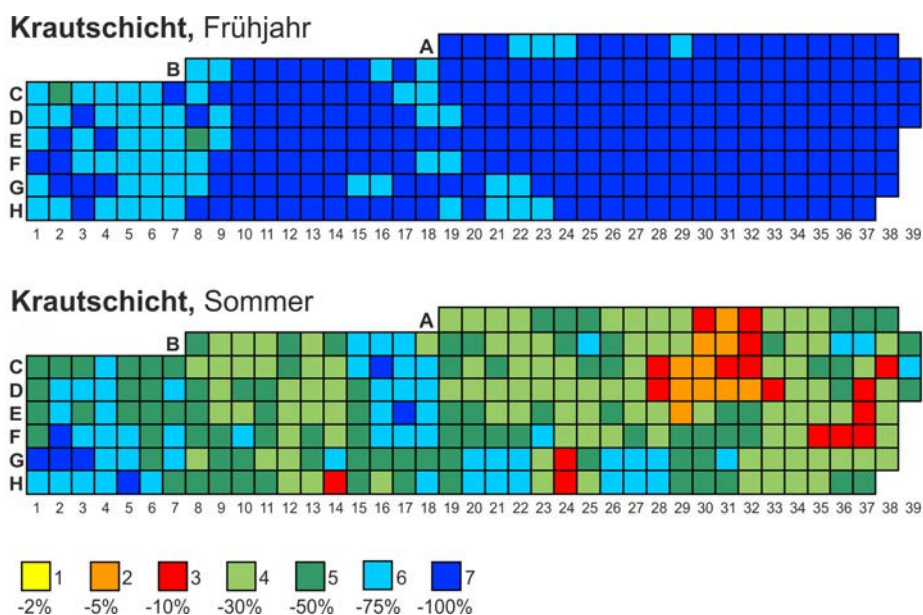 Krautschicht, Frühjahr
A
B
C
D
E
F
G
H
1 2 3 4 5 6 7 8 9 10 11 12 13 14 15 16 17 18 19 20 21 22 23 24 25 26 27 28 29 30 31 32 33 34 35 36 37 38 39
Krautschicht, Sommer
A
B
C
D
E
F
G
H
1 2 3 4 5 6 7 8 9 10 11 12 13 14 15 16 17 18 19 20 21 22 23 24 25 26 27 28 29 30 31 32 33 34 35 36 37 38 39
1 2 3 4 5 6 7
-2% -5% -10% -30% -50% -75% -100%